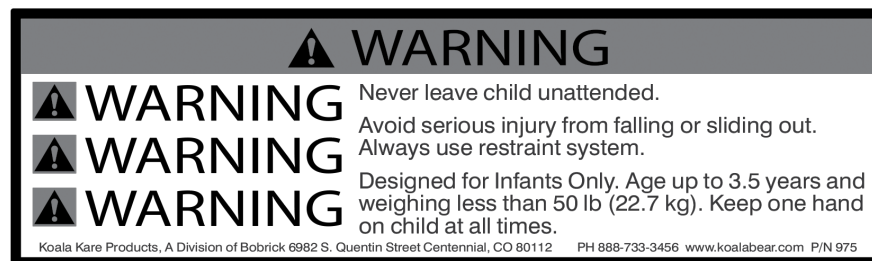 WARNING
WARNING Never leave child unattended.
WARNING Avoid serious injury from falling or sliding out.
Always use restraint system.
WARNING Designed for Infants Only. Age up to 3.5 years and
weighing less than 50 lb (22.7 kg). Keep one hand
on child at all times.
Koala Kare Products, A Division of Bobrick 6982 S. Quentin Street Centennial, CO 80112 PH 888-733-3456 www.koalabear.com P/N 975